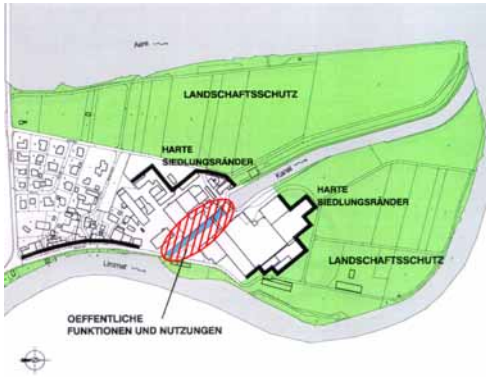 Aare
LANDSCHAFTSSCHUTZ
HARTE
SIEDLUNGSRÄNDER
Kanal
HARTE
SIEDLUNGSRÄNDER
LANDSCHAFTSSCHUTZ
Limmat
OEFFENTLICHE
FUNKTIONEN UND NUTZUNGEN